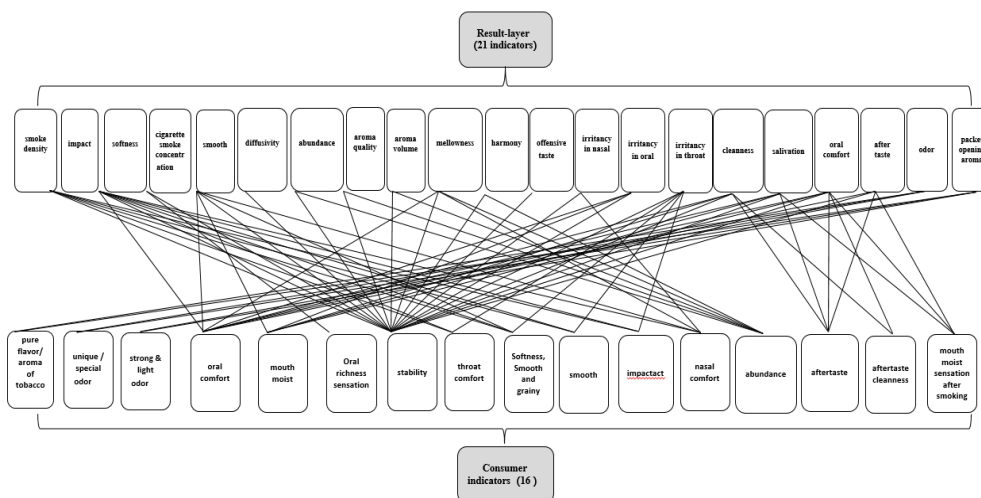 Result-layer
(21 indicators)
smoke
density
impact
softness
cigarette
smoke
concentr
ation
smooth
diffusivity
abundance
aroma
quality
aroma
volume
mellowness
harmony
offensive
taste
irritancy
in nasal
irritancy
in oral
irritancy
in throat
cleanness
salivation
oral
comfort
after
taste
odor
packet
opening
aroma
pure
flavor/
aroma
of
tobacco
unique /
special
odor
strong &
light
odor
oral
comfort
mouth
moist
Oral
richness
sensation
stability
throat
comfort
Softness,
Smooth
and
grainy
smooth
impactact
nasal
comfort
abundance
aftertaste
aftertaste
cleanness
mouth
moist
sensation
after
smoking
Consumer
indicators (16 )